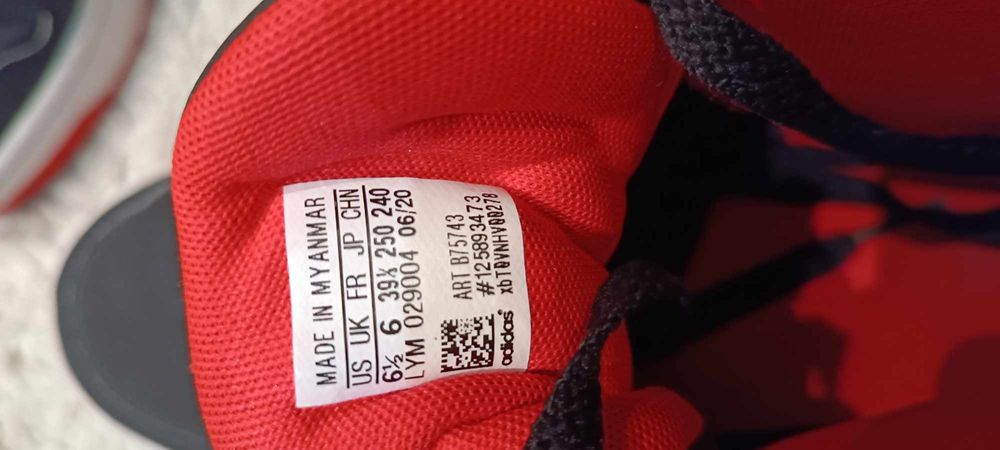 MADE IN MYANMAR
US UK FR JP CHN
6½ 6 39⅓ 250 240
LYM 029004 06/20
ART B75743
#125893473
xbTQVNHVQ0278
adidas